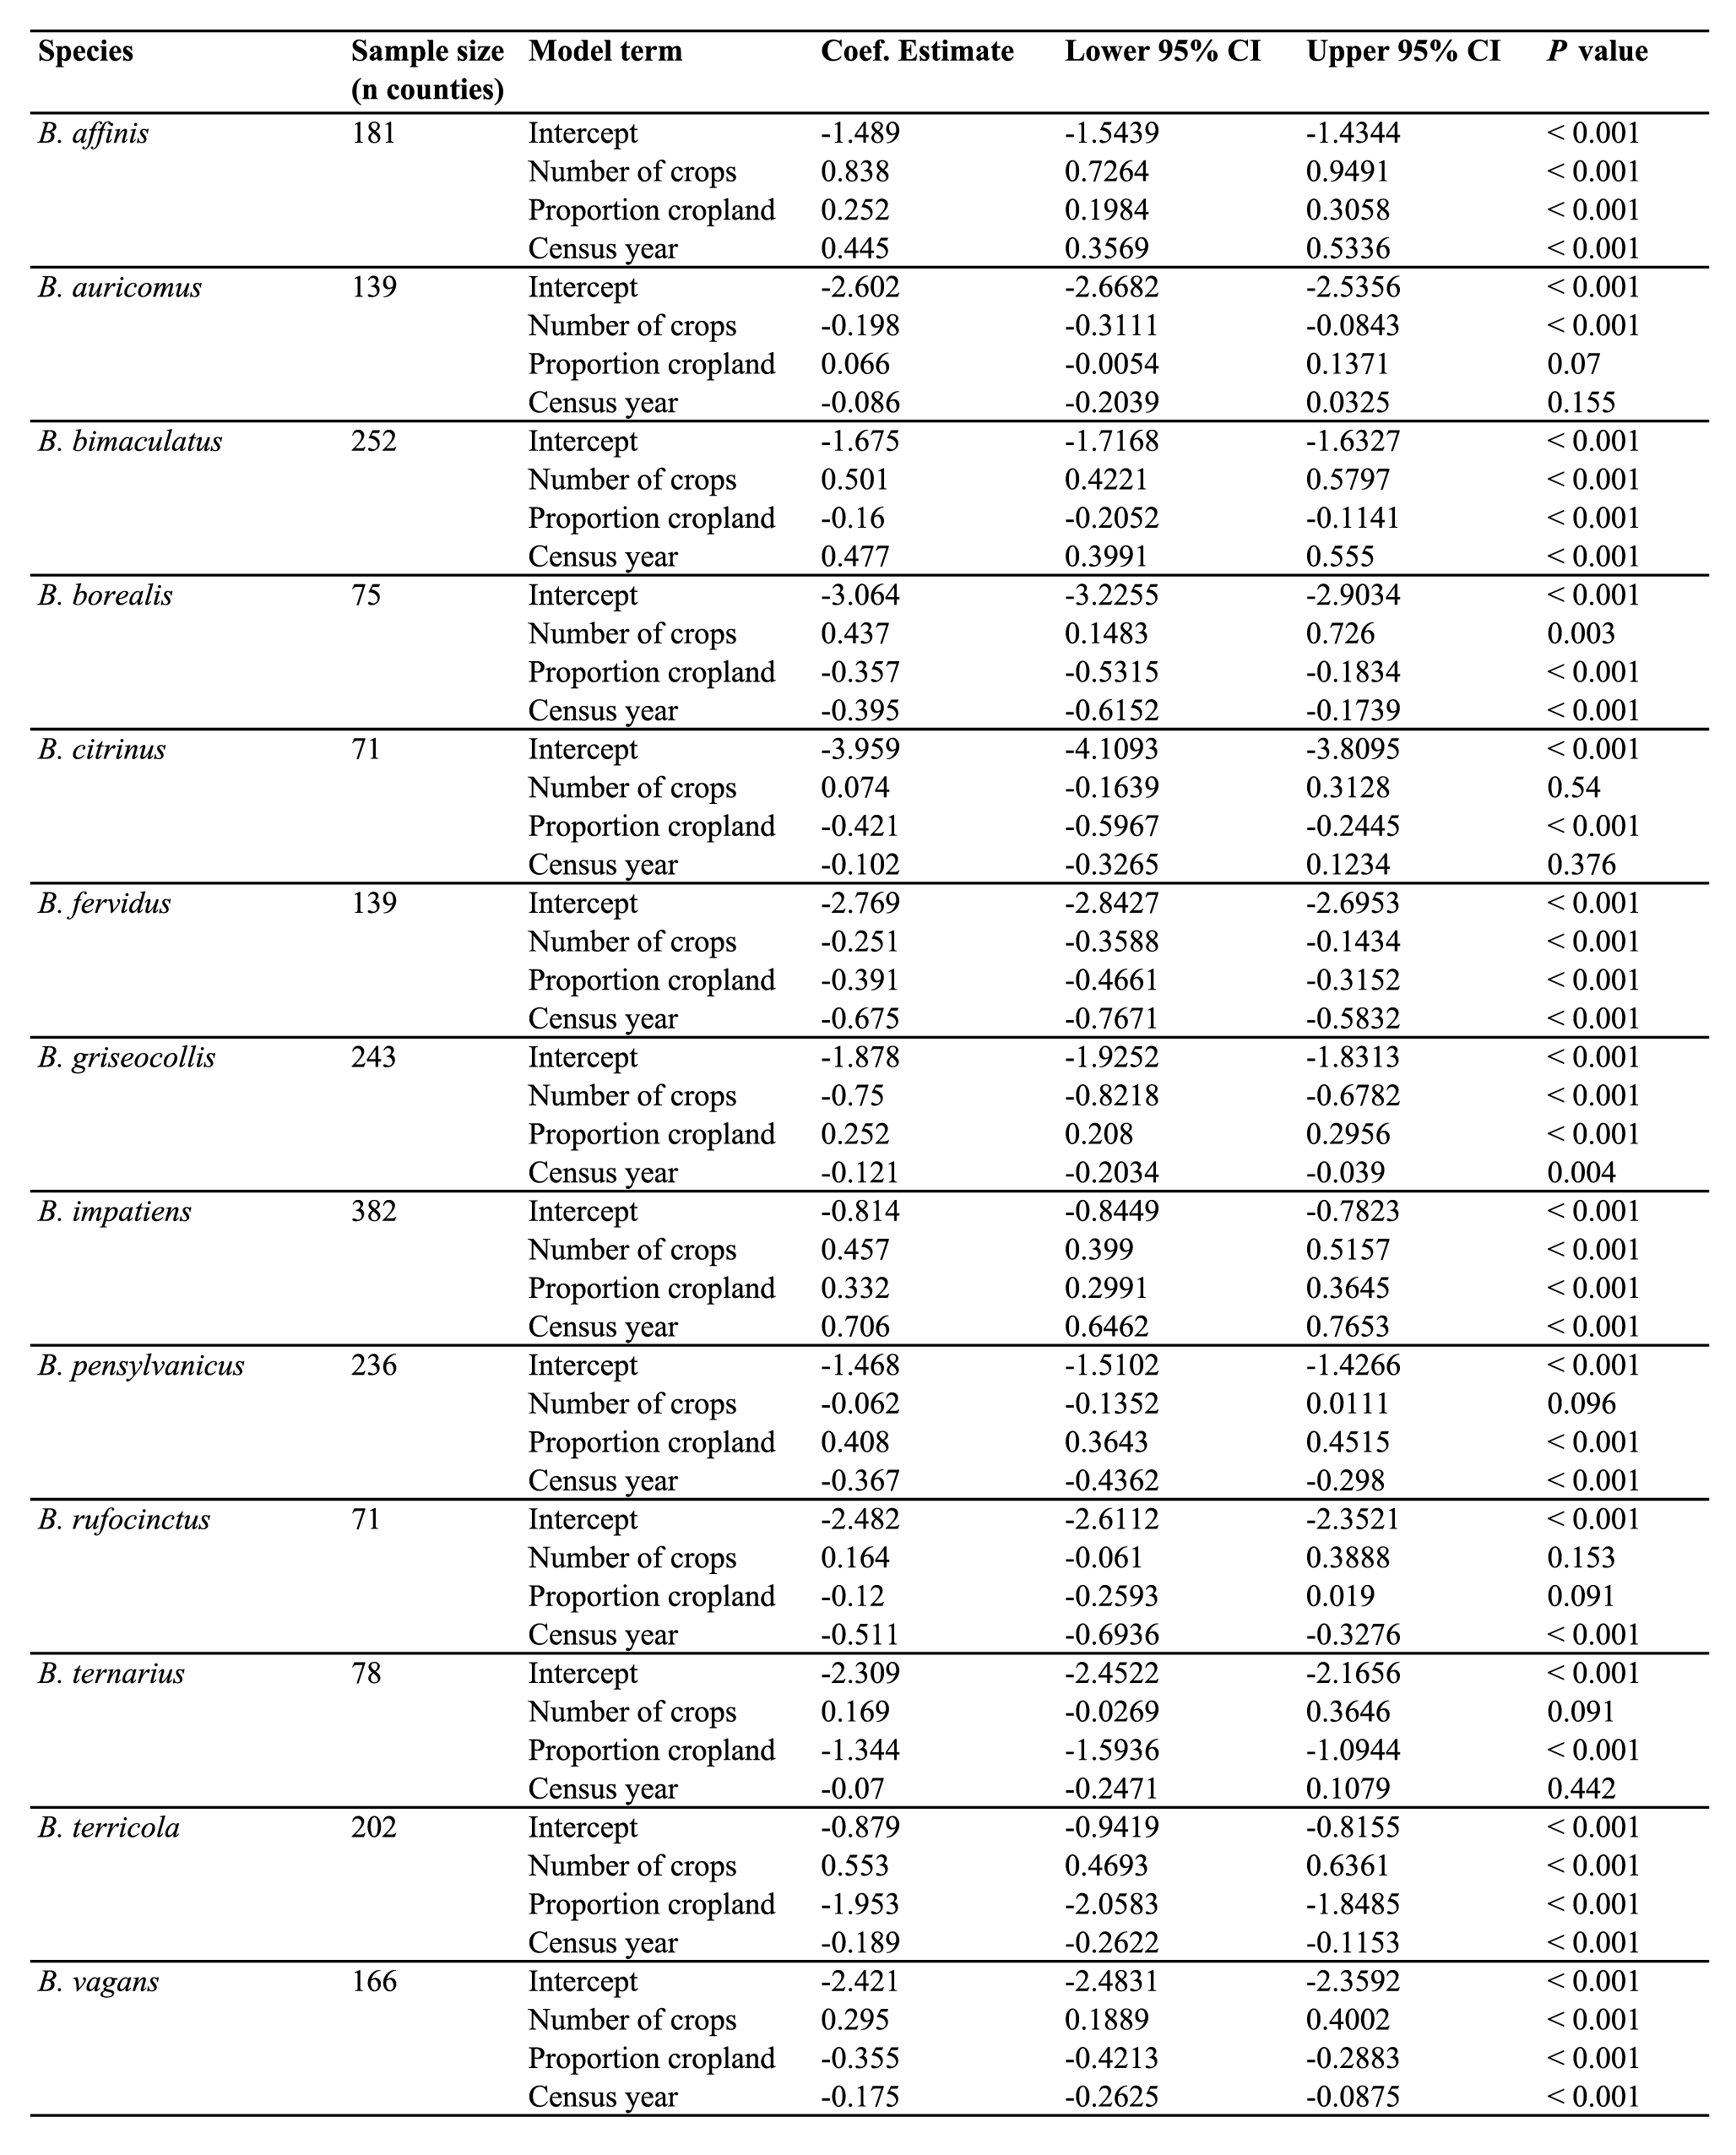 Species Sample size (n counties) Model term Coef. Estimate Lower 95% CI Upper 95% CI P value
B. affinis 181 Intercept -1.489 -1.5439 -1.4344 < 0.001
Number of crops 0.838 0.7264 0.9491 < 0.001
Proportion cropland 0.252 0.1984 0.3058 < 0.001
Census year 0.445 0.3569 0.5336 < 0.001
B. auricomus 139 Intercept -2.602 -2.6682 -2.5356 < 0.001
Number of crops -0.198 -0.3111 -0.0843 < 0.001
Proportion cropland 0.066 -0.0054 0.1371 0.07
Census year -0.086 -0.2039 0.0325 0.155
B. bimaculatus 252 Intercept -1.675 -1.7168 -1.6327 < 0.001
Number of crops 0.501 0.4221 0.5797 < 0.001
Proportion cropland -0.16 -0.2052 -0.1141 < 0.001
Census year 0.477 0.3991 0.555 < 0.001
B. borealis 75 Intercept -3.064 -3.2255 -2.9034 < 0.001
Number of crops 0.437 0.1483 0.726 0.003
Proportion cropland -0.357 -0.5315 -0.1834 < 0.001
Census year -0.395 -0.6152 -0.1739 < 0.001
B. citrinus 71 Intercept -3.959 -4.1093 -3.8095 < 0.001
Number of crops 0.074 -0.1639 0.3128 0.54
Proportion cropland -0.421 -0.5967 -0.2445 < 0.001
Census year -0.102 -0.3265 0.1234 0.376
B. fervidus 139 Intercept -2.769 -2.8427 -2.6953 < 0.001
Number of crops -0.251 -0.3588 -0.1434 < 0.001
Proportion cropland -0.391 -0.4661 -0.3152 < 0.001
Census year -0.675 -0.7671 -0.5832 < 0.001
B. griseocollis 243 Intercept -1.878 -1.9252 -1.8313 < 0.001
Number of crops -0.75 -0.8218 -0.6782 < 0.001
Proportion cropland 0.252 0.208 0.2956 < 0.001
Census year -0.121 -0.2034 -0.039 0.004
B. impatiens 382 Intercept -0.814 -0.8449 -0.7823 < 0.001
Number of crops 0.457 0.399 0.5157 < 0.001
Proportion cropland 0.332 0.2991 0.3645 < 0.001
Census year 0.706 0.6462 0.7653 < 0.001
B. pensylvanicus 236 Intercept -1.468 -1.5102 -1.4266 < 0.001
Number of crops -0.062 -0.1352 0.0111 0.096
Proportion cropland 0.408 0.3643 0.4515 < 0.001
Census year -0.367 -0.4362 -0.298 < 0.001
B. rufocinctus 71 Intercept -2.482 -2.6112 -2.3521 < 0.001
Number of crops 0.164 -0.061 0.3888 0.153
Proportion cropland -0.12 -0.2593 0.019 0.091
Census year -0.511 -0.6936 -0.3276 < 0.001
B. ternarius 78 Intercept -2.309 -2.4522 -2.1656 < 0.001
Number of crops 0.169 -0.0269 0.3646 0.091
Proportion cropland -1.344 -1.5936 -1.0944 < 0.001
Census year -0.07 -0.2471 0.1079 0.442
B. terricola 202 Intercept -0.879 -0.9419 -0.8155 < 0.001
Number of crops 0.553 0.4693 0.6361 < 0.001
Proportion cropland -1.953 -2.0583 -1.8485 < 0.001
Census year -0.189 -0.2622 -0.1153 < 0.001
B. vagans 166 Intercept -2.421 -2.4831 -2.3592 < 0.001
Number of crops 0.295 0.1889 0.4002 < 0.001
Proportion cropland -0.355 -0.4213 -0.2883 < 0.001
Census year -0.175 -0.2625 -0.0875 < 0.001